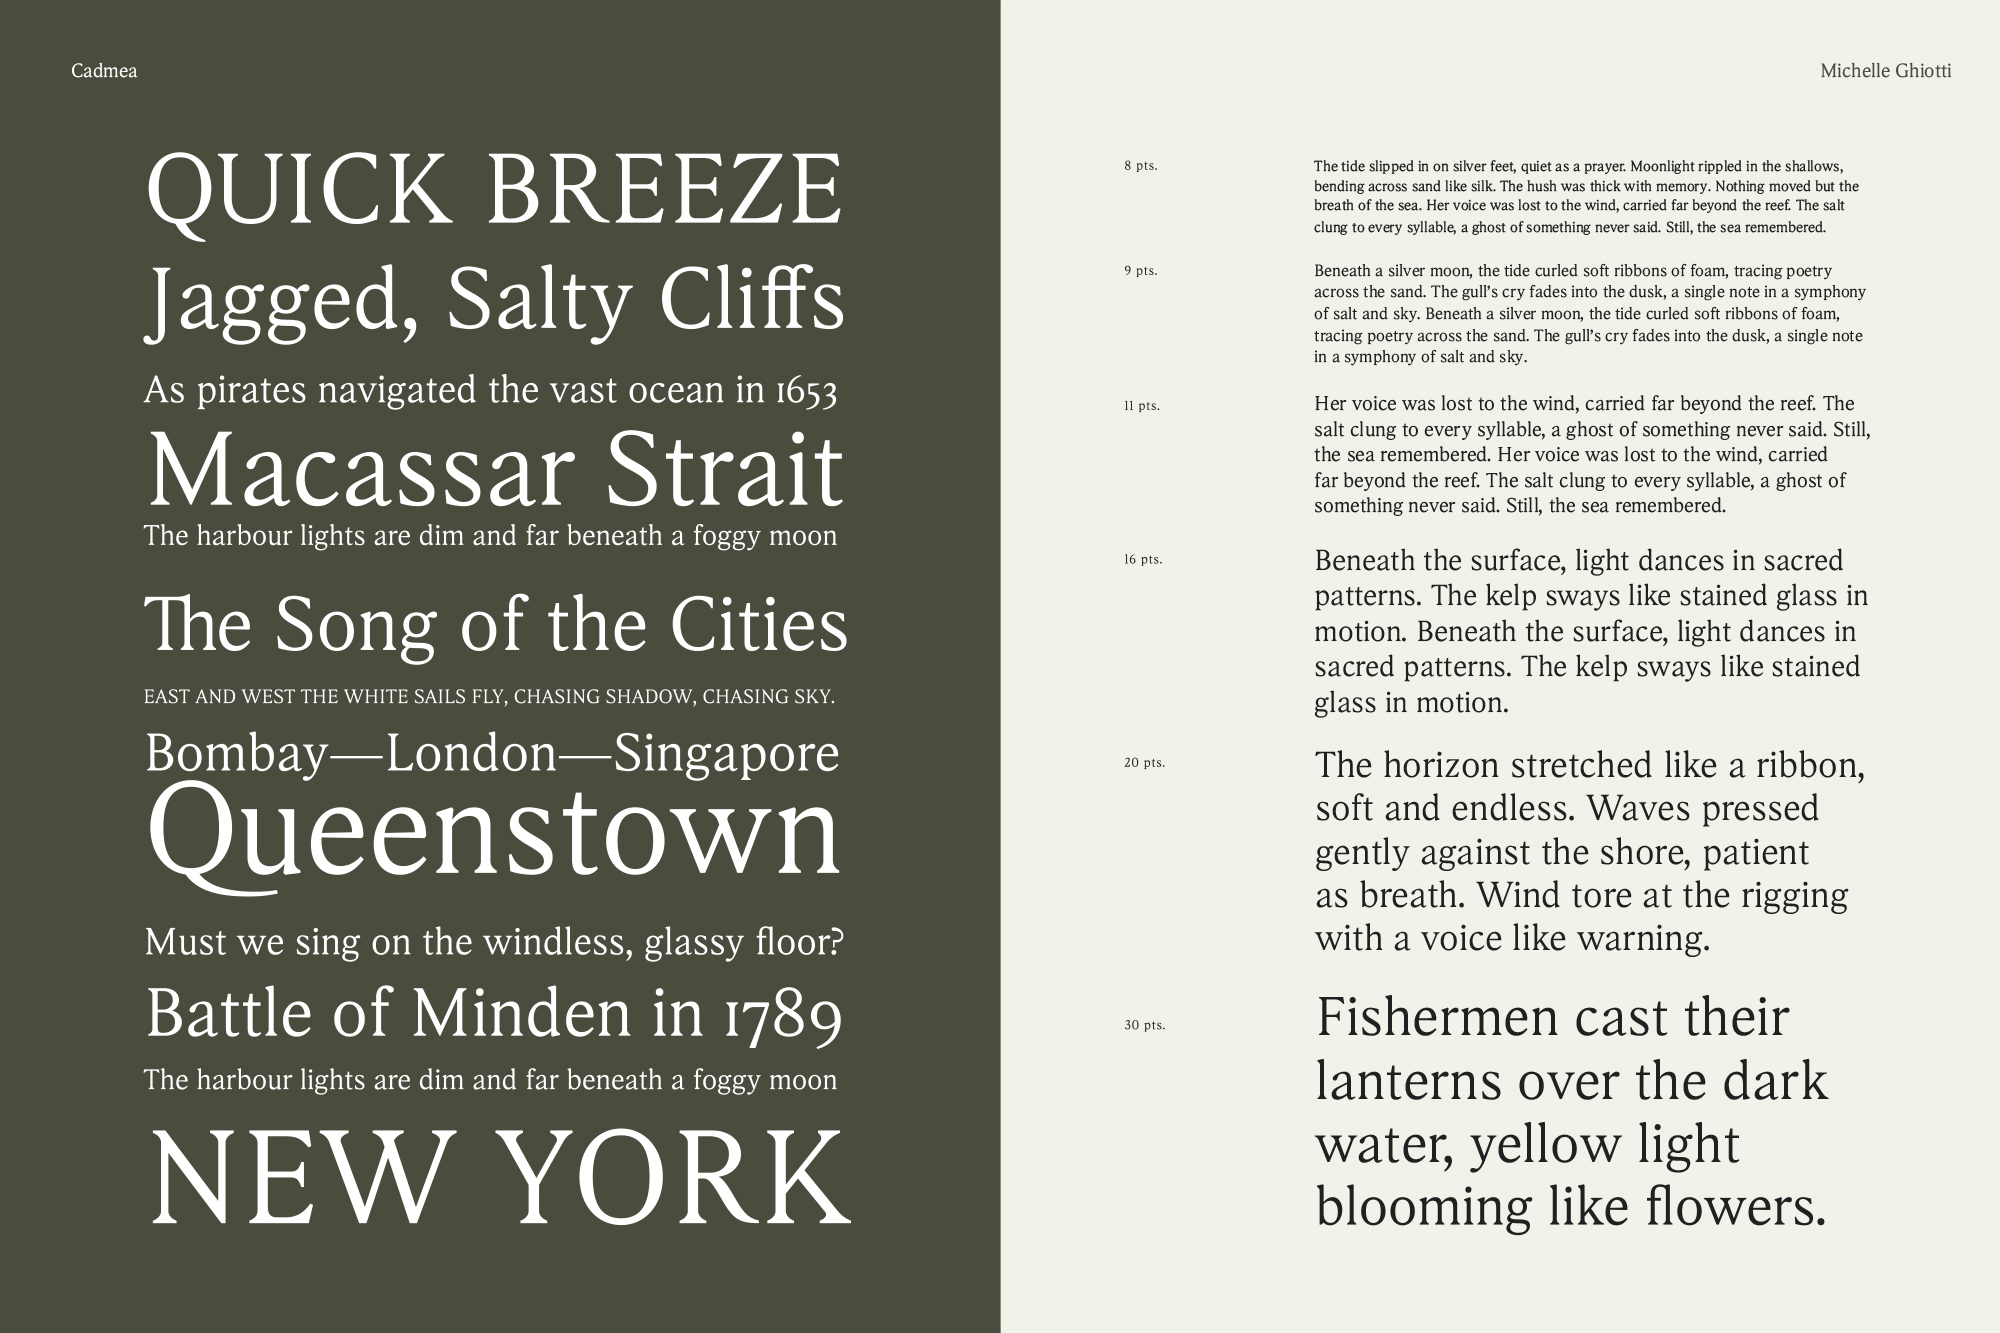 Cadmea
QUICK BREEZE
Jagged, Salty Cliffs
As pirates navigated the vast ocean in 1653
Macassar Strait
The harbour lights are dim and far beneath a foggy moon
The Song of the Cities
EAST AND WEST THE WHITE SAILS FLY, CHASING SHADOW, CHASING SKY.
Bombay—London—Singapore
Queenstown
Must we sing on the windless, glassy floor?
Battle of Minden in 1789
The harbour lights are dim and far beneath a foggy moon
NEW YORK
Michelle Ghiotti
8 pts.
The tide slipped in on silver feet, quiet as a prayer. Moonlight rippled in the shallows,
bending across sand like silk. The hush was thick with memory. Nothing moved but the
breath of the sea. Her voice was lost to the wind, carried far beyond the reef. The salt
clung to every syllable, a ghost of something never said. Still, the sea remembered.
9 pts.
Beneath a silver moon, the tide curled soft ribbons of foam, tracing poetry
across the sand. The gull’s cry fades into the dusk, a single note in a symphony
of salt and sky. Beneath a silver moon, the tide curled soft ribbons of foam,
tracing poetry across the sand. The gull’s cry fades into the dusk, a single note
in a symphony of salt and sky.
11 pts.
Her voice was lost to the wind, carried far beyond the reef. The
salt clung to every syllable, a ghost of something never said. Still,
the sea remembered. Her voice was lost to the wind, carried
far beyond the reef. The salt clung to every syllable, a ghost of
something never said. Still, the sea remembered.
16 pts.
Beneath the surface, light dances in sacred
patterns. The kelp sways like stained glass in
motion. Beneath the surface, light dances in
sacred patterns. The kelp sways like stained
glass in motion.
20 pts.
The horizon stretched like a ribbon,
soft and endless. Waves pressed
gently against the shore, patient
as breath. Wind tore at the rigging
with a voice like warning.
30 pts.
Fishermen cast their
lanterns over the dark
water, yellow light
blooming like flowers.